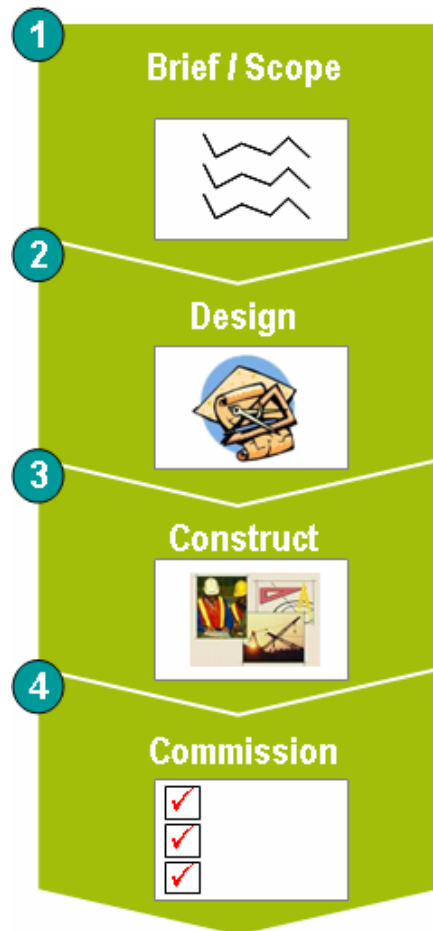 1
Brief / Scope
2
Design
3
Construct
4
Commission